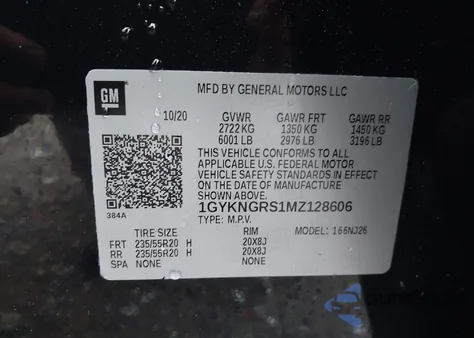 GM
MFD BY GENERAL MOTORS LLC
10/20 GVWR GAWR FRT GAWR RR
2722 KG 1350 KG 1450 KG
6001 LB 2976 LB 3196 LB
THIS VEHICLE CONFORMS TO ALL
APPLICABLE U.S. FEDERAL MOTOR
VEHICLE SAFETY STANDARDS IN EFFECT
ON THE DATE OF MANUFACTURE SHOWN ABOVE.
1GYKNGRS1MZ128606
384A
TYPE: M.P.V. MODEL: 166NJ26
TIRE SIZE RIM
FRT 235/55R20 H 20X8J
RR 235/55R20 H 20X8J
SPA NONE NONE